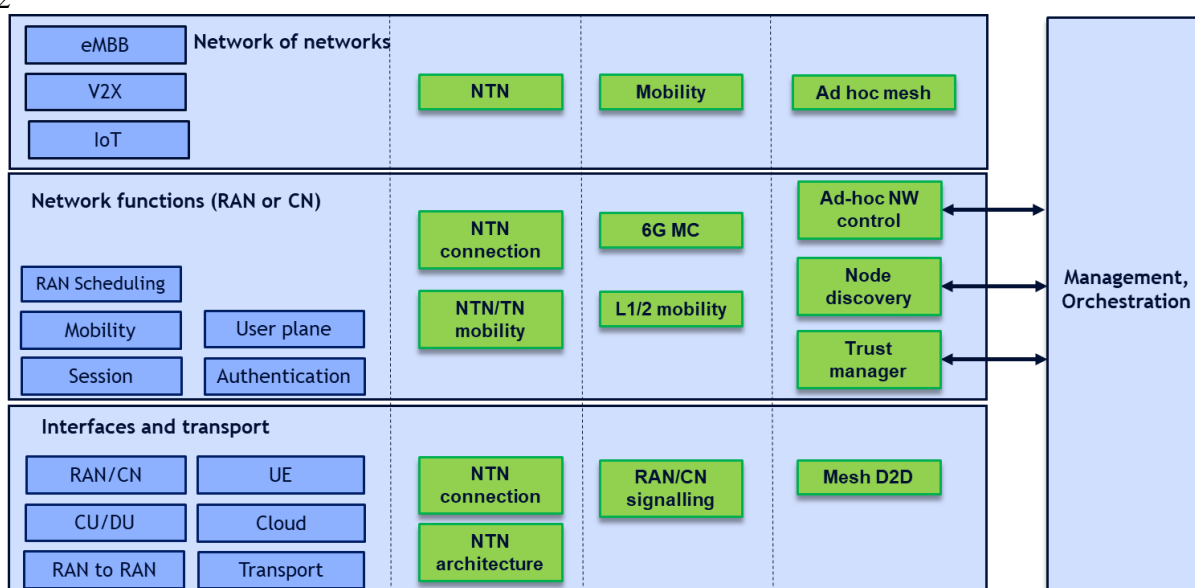 2
eMBB
Network of networks
V2X
NTN
Mobility
Ad hoc mesh
IoT
Network functions (RAN or CN)
Ad-hoc NW
control
NTN
connection
6G MC
RAN Scheduling
Node
discovery
Management,
Orchestration
Mobility
User plane
NTN/TN
mobility
L1/2 mobility
Session
Authentication
Trust
manager
Interfaces and transport
RAN/CN
UE
NTN
connection
RAN/CN
signalling
Mesh D2D
CU/DU
Cloud
NTN
architecture
RAN to RAN
Transport